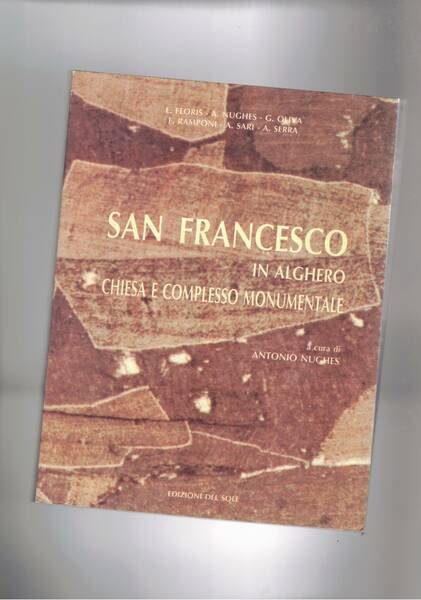 L. FLORIS - A. NUGHES - G. OLIVA
E. RAMPONI - A. SARI - A. SERRA
SAN FRANCESCO
IN ALGHERO
CHIESA E COMPLESSO MONUMENTALE
a cura di
ANTONIO NUGHES
EDIZIONI DEL SOLE